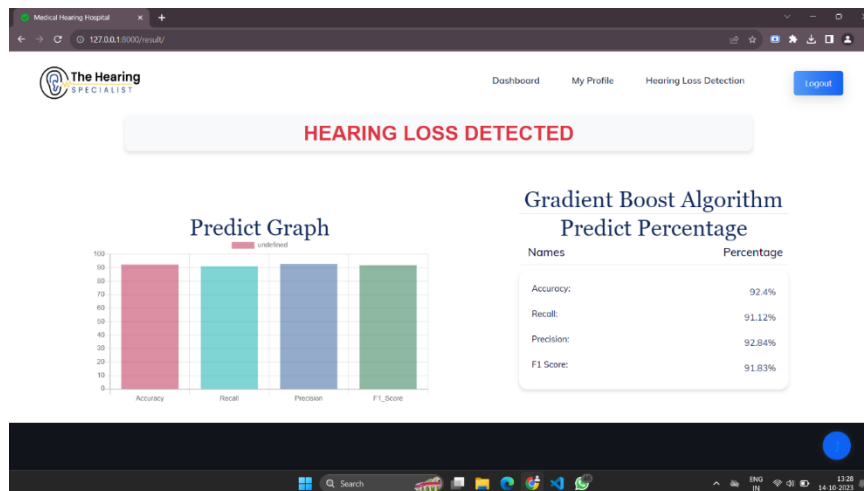 Medical Hearing Hospital
127.0.0.1:8000/result/
The Hearing
SPECIALIST
Dashboard My Profile Hearing Loss Detection Logout
HEARING LOSS DETECTED
Predict Graph
undefined
100
90
80
70
60
50
40
30
20
10
0
Accuracy Recall Precision F1_Score
Gradient Boost Algorithm
Predict Percentage
Names Percentage
Accuracy: 92.4%
Recall: 91.12%
Precision: 92.84%
F1 Score: 91.83%
Search
ENG
IN
13:28
14-10-2023